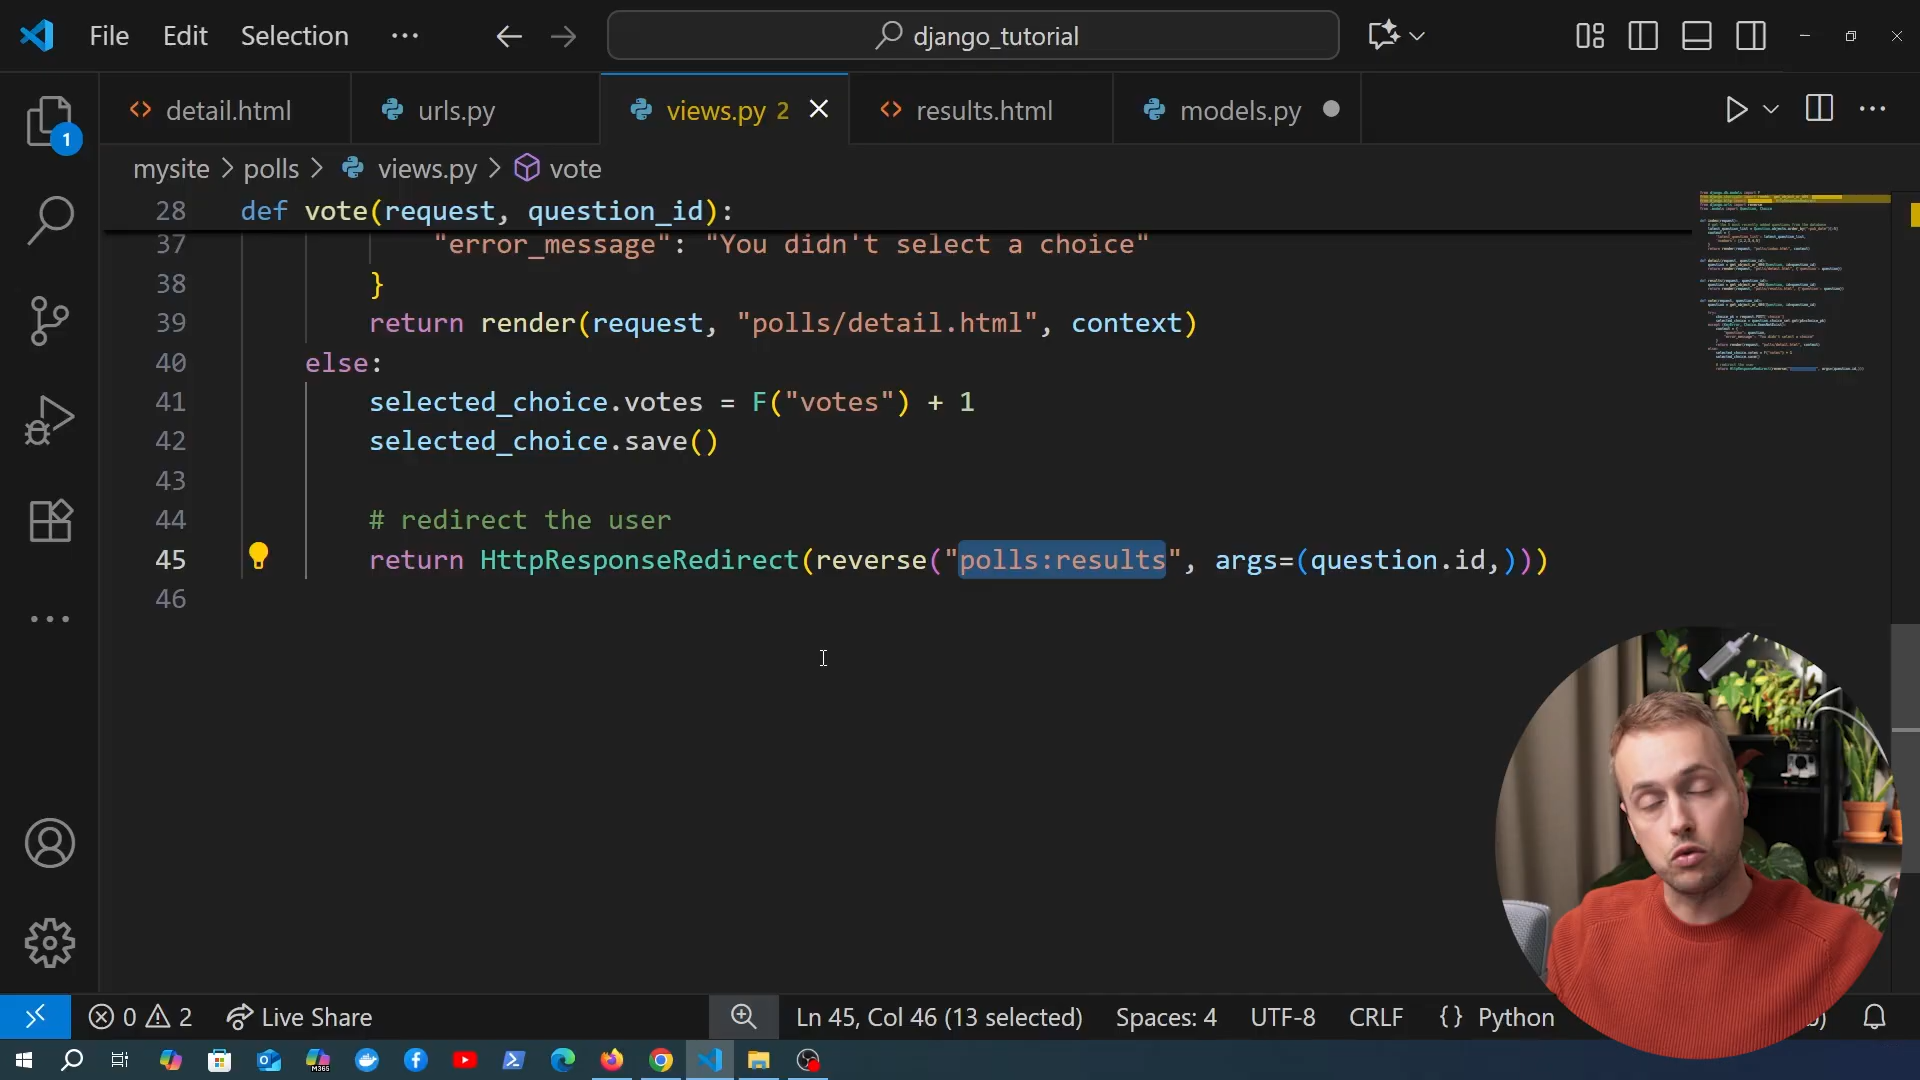 File Edit Selection ··· django_tutorial
1
detail.html urls.py views.py 2 results.html models.py
mysite > polls > views.py > vote
28 def vote(request, question_id):
37 "error_message": "You didn't select a choice"
38 }
39 return render(request, "polls/detail.html", context)
40 else:
41 selected_choice.votes = F("votes") + 1
42 selected_choice.save()
43
44 # redirect the user
45 return HttpResponseRedirect(reverse("polls:results", args=(question.id,)))
46
0 2 Live Share Ln 45, Col 46 (13 selected) Spaces: 4 UTF-8 CRLF {} Python
M365